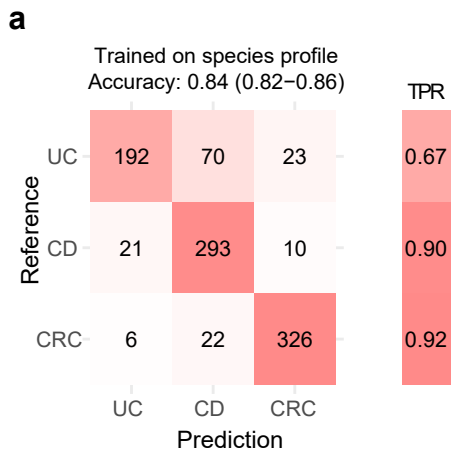 a
Trained on species profile
Accuracy: 0.84 (0.82−0.86)
TPR
Reference
UC 192 70 23 0.67
CD 21 293 10 0.90
CRC 6 22 326 0.92
UC CD CRC
Prediction